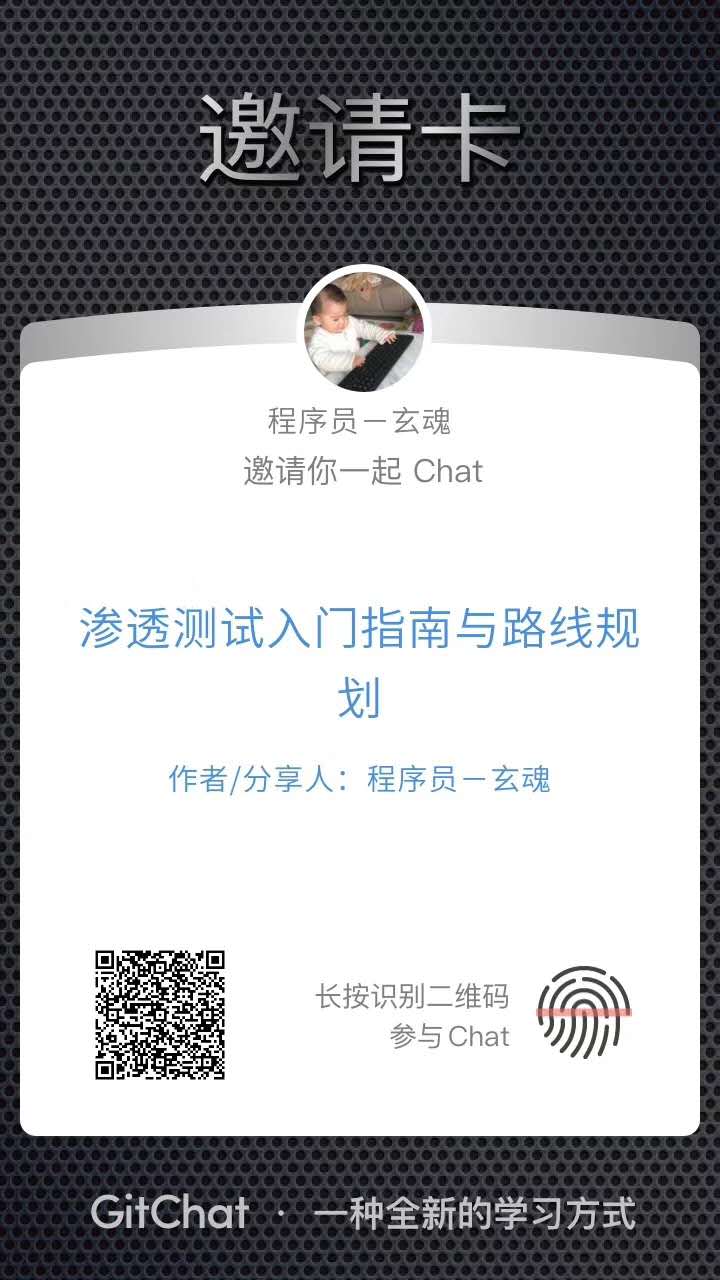 邀请卡
程序员－玄魂
邀请你一起 Chat
渗透测试入门指南与路线规
划
作者/分享人：程序员－玄魂
长按识别二维码
参与Chat
GitChat · 一种全新的学习方式